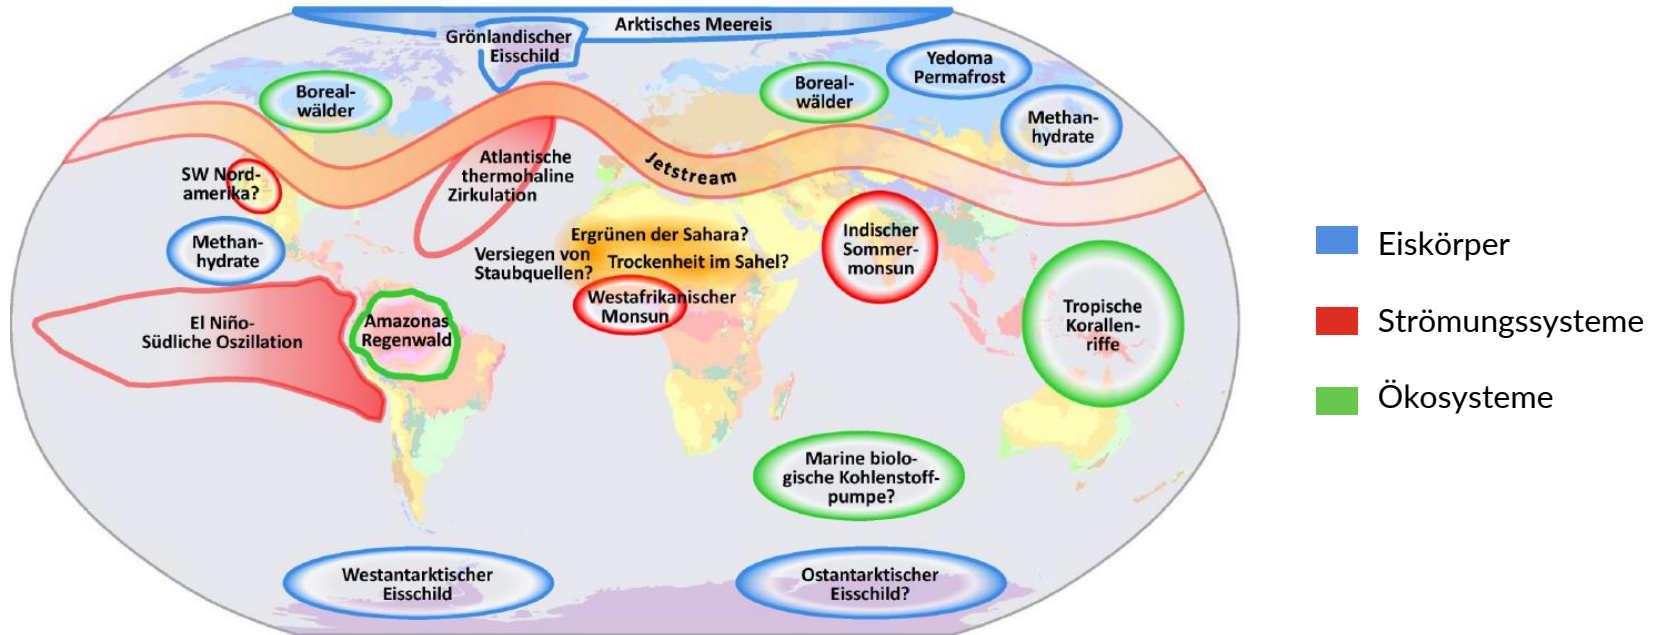 Arktisches Meereis
Grönlandischer
Eisschild
Yedoma
Permafrost
Boreal-
wälder
Boreal-
wälder
Methan-
hydrate
Jetstream
Atlantische
thermohaline
Zirkulation
SW Nord-
amerika?
Methan-
hydrate
Ergrünen der Sahara?
Versiegen von
Staubquellen?
Trockenheit im Sahel?
Indischer
Sommer-
monsun
Westafrikanischer
Monsun
El Niño-
Südliche Oszillation
Amazonas
Regenwald
Tropische
Korallen-
riffe
Marine biolo-
gische Kohlenstoff-
pumpe?
Westantarktischer
Eisschild
Ostantarktischer
Eisschild?
Eiskörper
Strömungssysteme
Ökosysteme